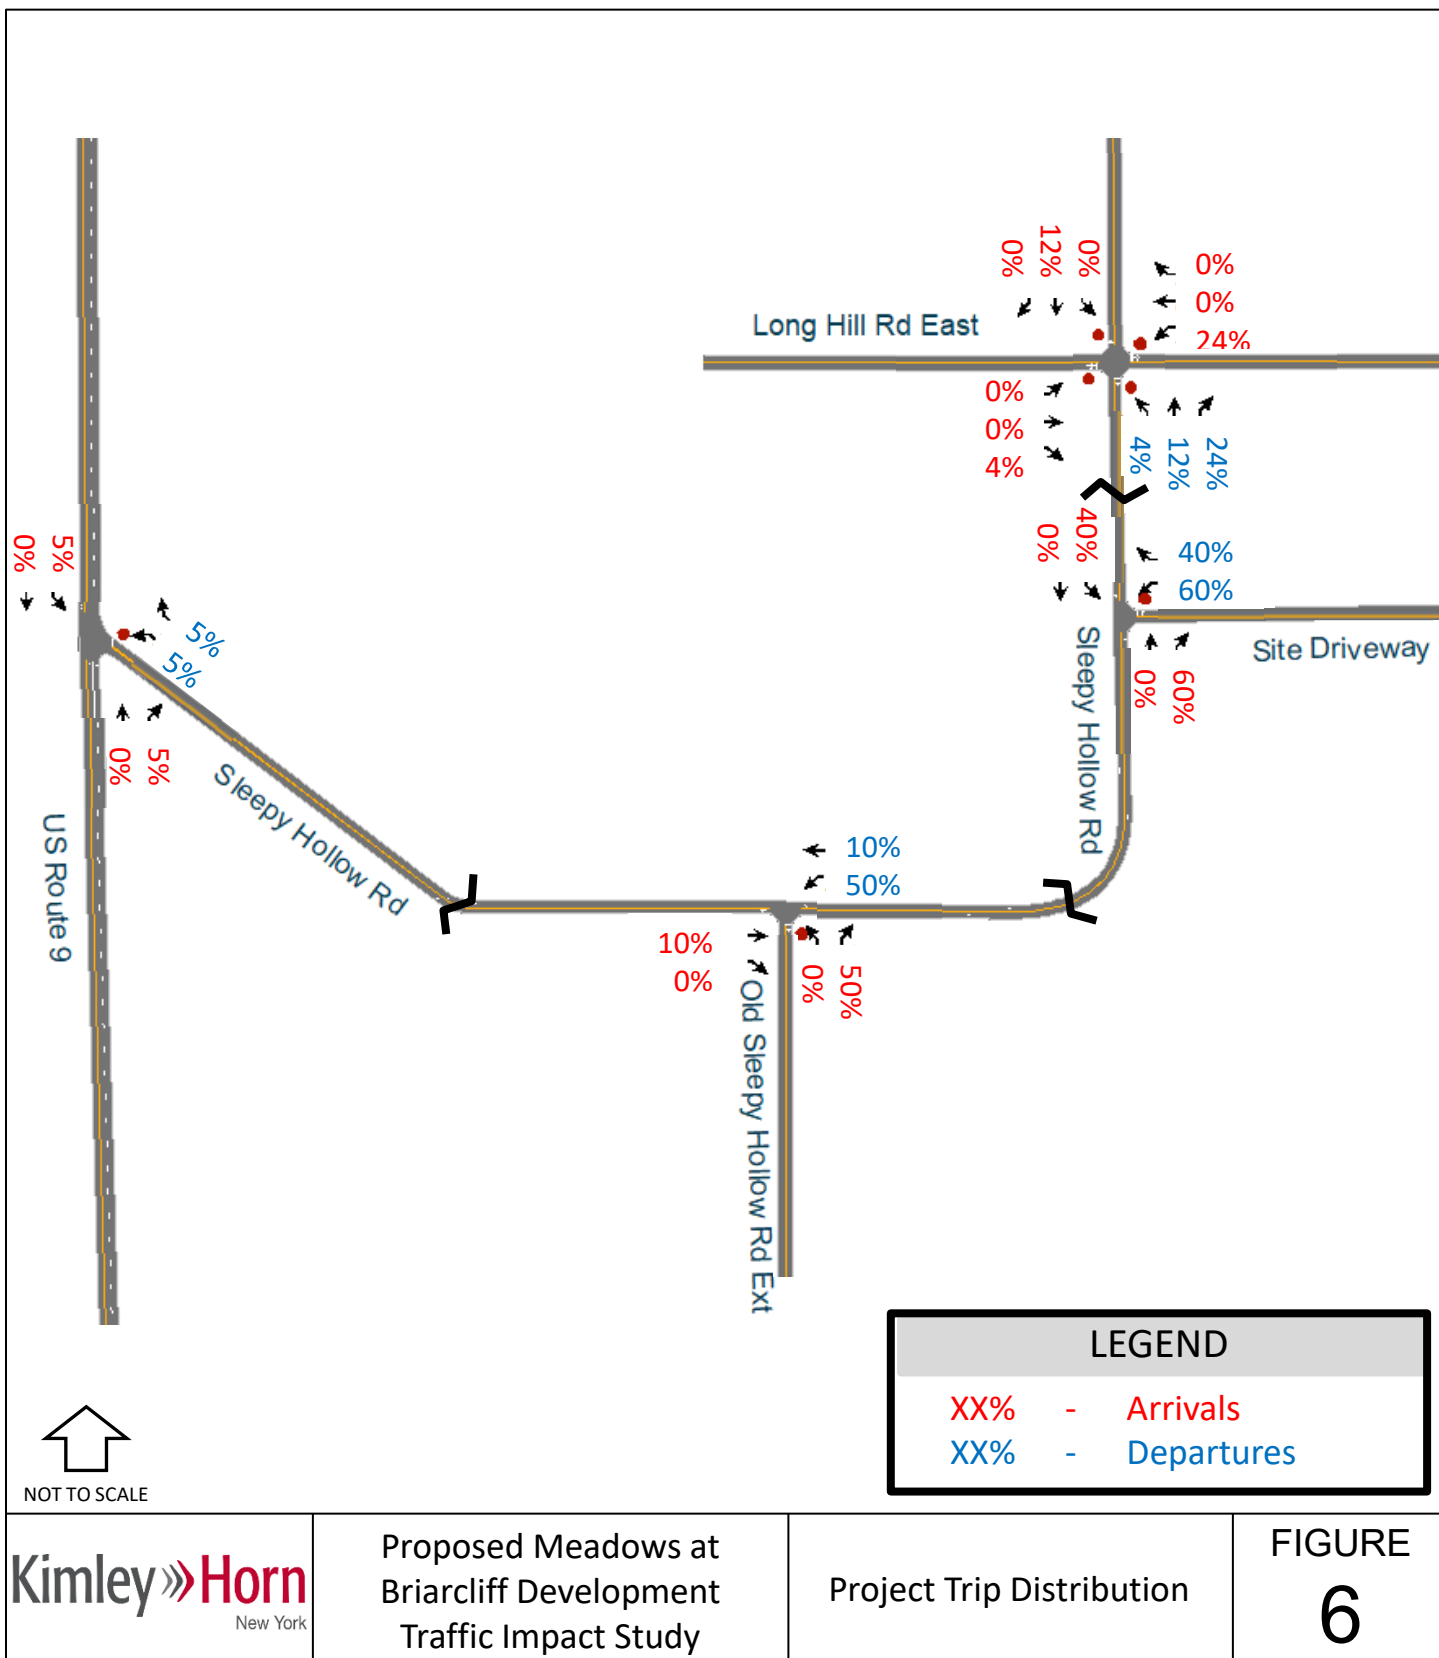 0%
12%
0%
0%
0%
24%
Long Hill Rd East
0%
0%
4%
4%
12%
24%
0%
40%
40%
60%
Sleepy Hollow Rd
Site Driveway
0%
60%
0%
5%
5%
5%
0%
5%
Sleepy Hollow Rd
US Route 9
10%
50%
10%
0%
0%
50%
Old Sleepy Hollow Rd Ext
LEGEND
XX% - Arrivals
XX% - Departures
NOT TO SCALE
Kimley»Horn
New York
Proposed Meadows at
Briarcliff Development
Traffic Impact Study
Project Trip Distribution
FIGURE
6